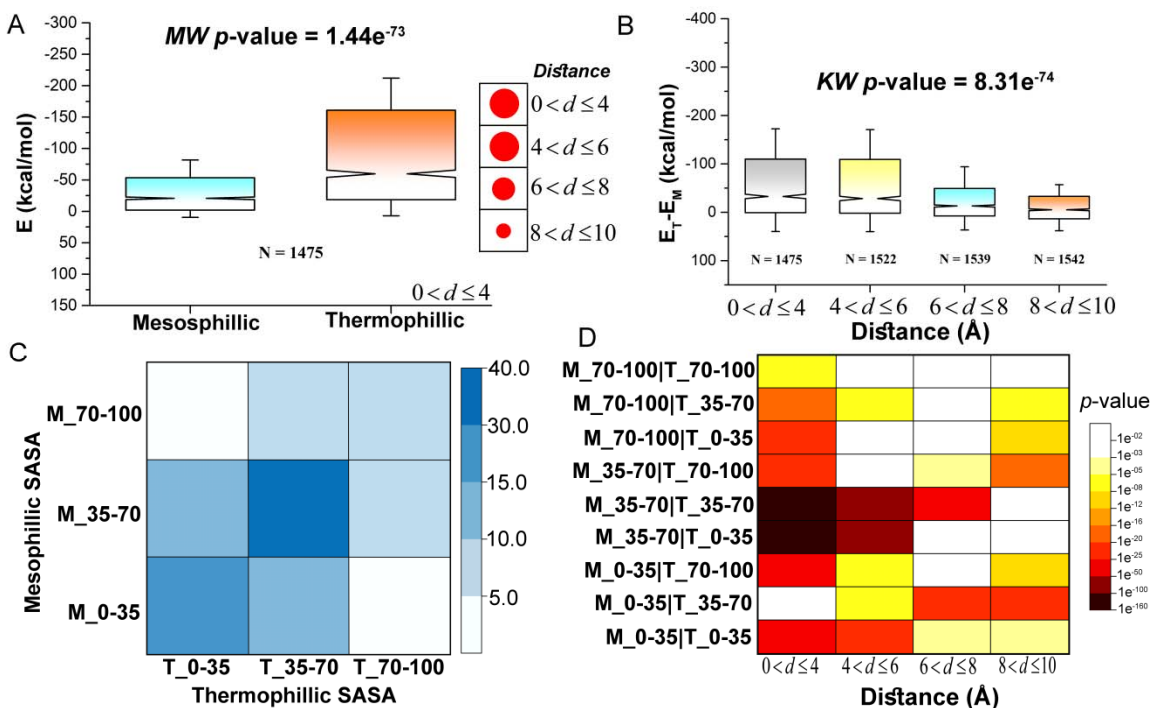 A
MW p-value = 1.44e-73
E (kcal/mol)
-300
-250
-200
-150
-100
-50
0
50
100
150
N = 1475
0 < d ≤ 4
Mesosphillic
Thermophillic
Distance
0 < d ≤ 4
4 < d ≤ 6
6 < d ≤ 8
8 < d ≤ 10
B
KW p-value = 8.31e-74
ET-EM (kcal/mol)
-400
-300
-200
-100
0
100
N = 1475
N = 1522
N = 1539
N = 1542
0 < d ≤ 4
4 < d ≤ 6
6 < d ≤ 8
8 < d ≤ 10
Distance (Å)
C
Mesophillic SASA
M_70-100
M_35-70
M_0-35
T_0-35
T_35-70
T_70-100
Thermophillic SASA
40.0
30.0
15.0
10.0
5.0
D
M_70-100|T_70-100
M_70-100|T_35-70
M_70-100|T_0-35
M_35-70|T_70-100
M_35-70|T_35-70
M_35-70|T_0-35
M_0-35|T_70-100
M_0-35|T_35-70
M_0-35|T_0-35
0 < d ≤ 4
4 < d ≤ 6
6 < d ≤ 8
8 < d ≤ 10
Distance (Å)
p-value
1e-02
1e-03
1e-05
1e-08
1e-12
1e-16
1e-20
1e-25
1e-50
1e-100
1e-160